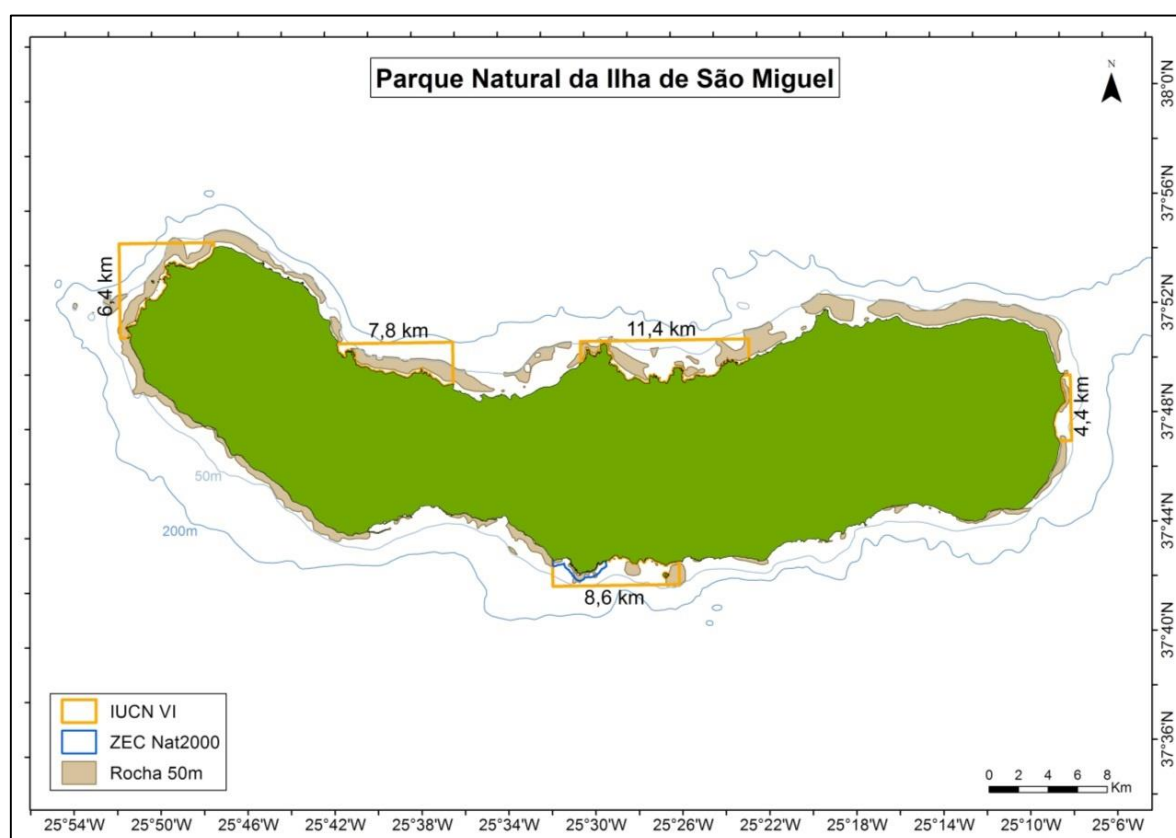 Parque Natural da Ilha de São Miguel
N
38°0'N
37°56'N
37°52'N
37°48'N
37°44'N
37°40'N
37°36'N
6,4 km
7,8 km
11,4 km
4,4 km
50m
200m
8,6 km
IUCN VI
ZEC Nat2000
Rocha 50m
0 2 4 6 8
Km
25°54'W 25°50'W 25°46'W 25°42'W 25°38'W 25°34'W 25°30'W 25°26'W 25°22'W 25°18'W 25°14'W 25°10'W 25°6'W